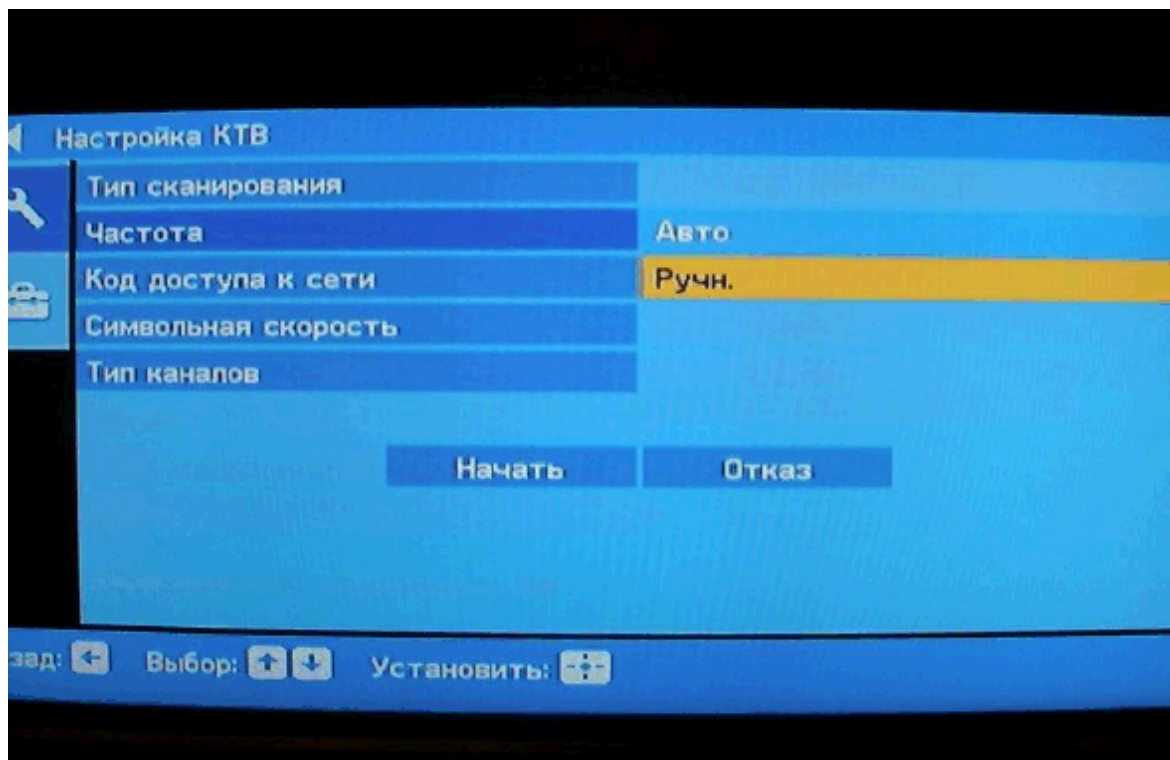 Настройка КТВ
Тип сканирования
Частота Авто
Код доступа к сети Ручн.
Символьная скорость
Тип каналов
Начать Отказ
зад: Выбор: Установить: